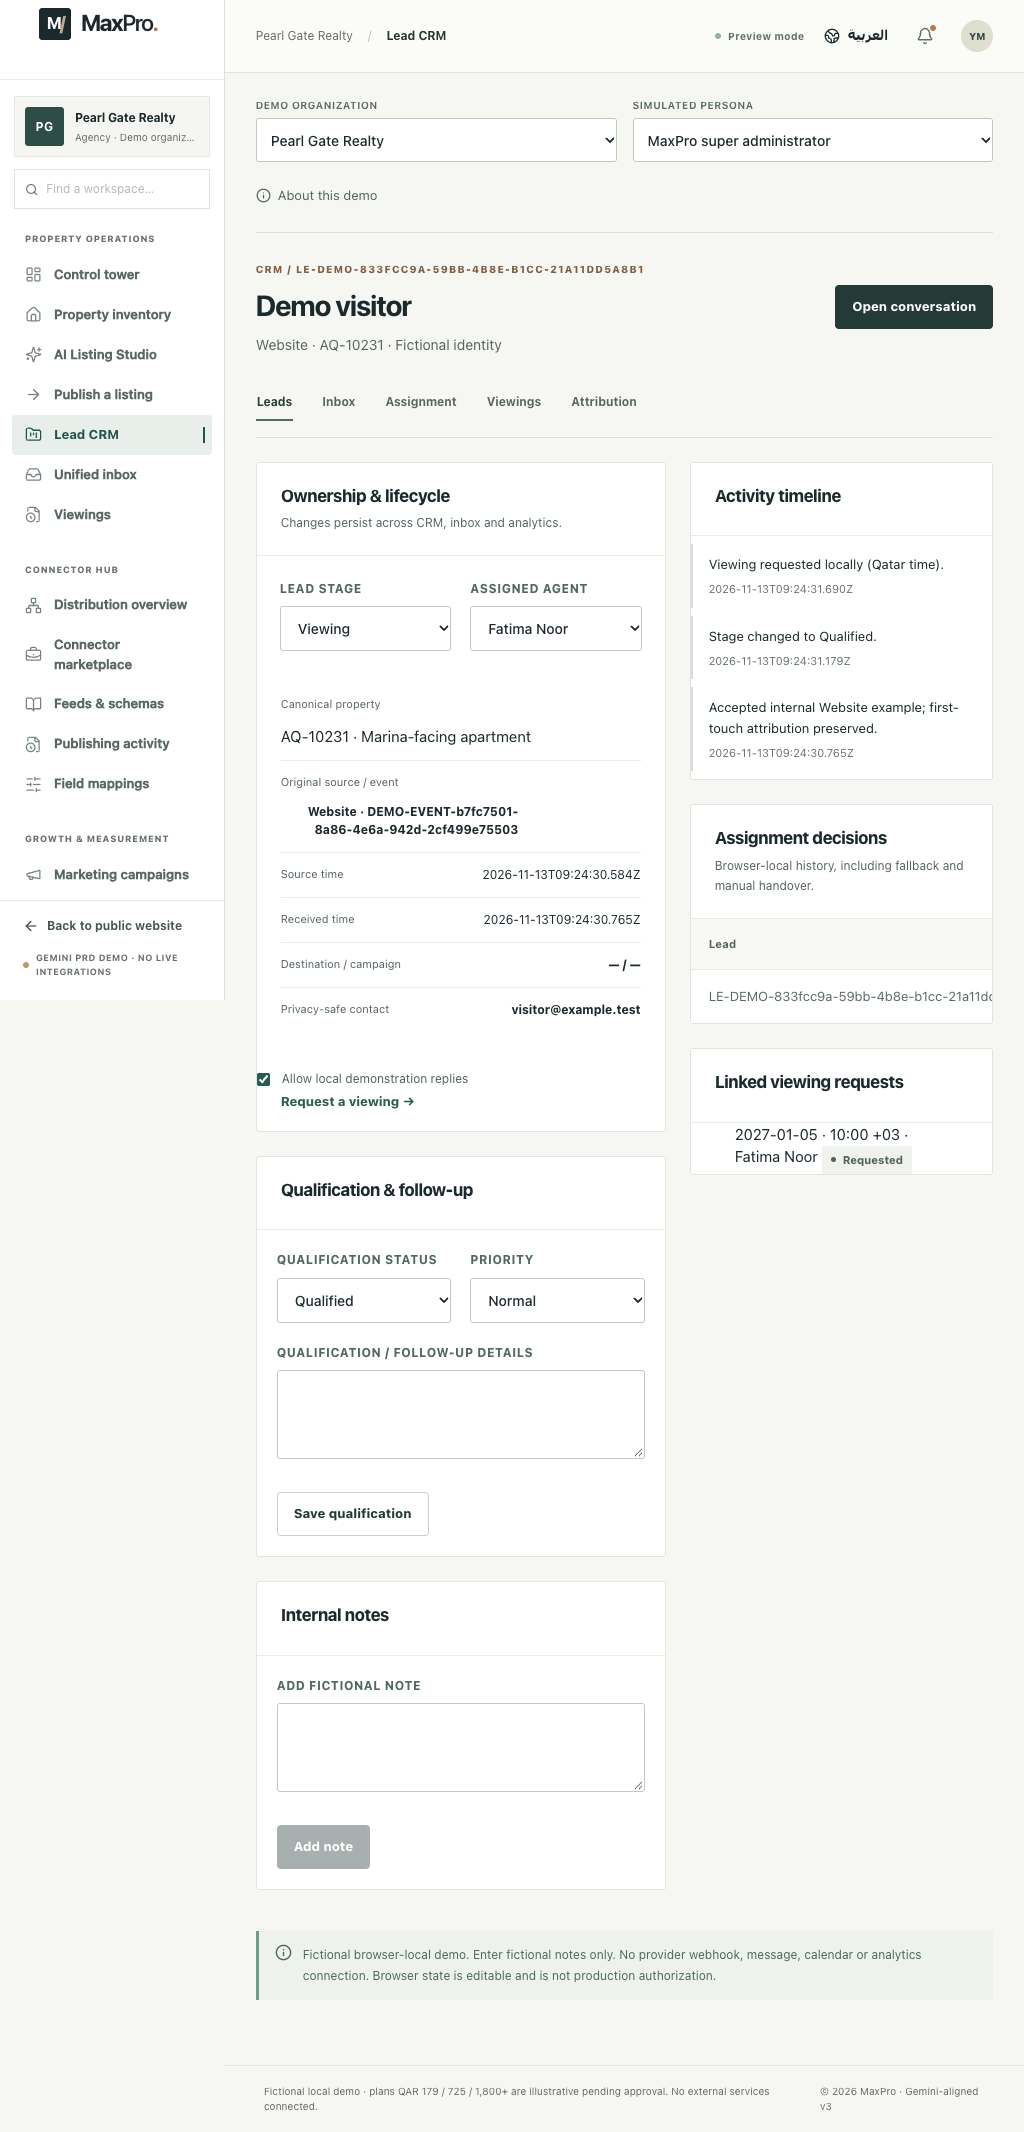 M/ MaxPro.
PG
Pearl Gate Realty
Agency · Demo organiz...
Find a workspace...
PROPERTY OPERATIONS
Control tower
Property inventory
AI Listing Studio
Publish a listing
Lead CRM
Unified inbox
Viewings
CONNECTOR HUB
Distribution overview
Connector
marketplace
Feeds & schemas
Publishing activity
Field mappings
GROWTH & MEASUREMENT
Marketing campaigns
Back to public website
GEMINI PRD DEMO · NO LIVE
INTEGRATIONS
Pearl Gate Realty / Lead CRM
Preview mode
العربية
YM
DEMO ORGANIZATION
Pearl Gate Realty
SIMULATED PERSONA
MaxPro super administrator
About this demo
CRM / LE-DEMO-833FCC9A-59BB-4B8E-B1CC-21A11DD5A8B1
Demo visitor
Website · AQ-10231 · Fictional identity
Open conversation
Leads Inbox Assignment Viewings Attribution
Ownership & lifecycle
Changes persist across CRM, inbox and analytics.
LEAD STAGE
Viewing
ASSIGNED AGENT
Fatima Noor
Canonical property
AQ-10231 · Marina-facing apartment
Original source / event
Website · DEMO-EVENT-b7fc7501-
8a86-4e6a-942d-2cf499e75503
Source time 2026-11-13T09:24:30.584Z
Received time 2026-11-13T09:24:30.765Z
Destination / campaign — / —
Privacy-safe contact visitor@example.test
Allow local demonstration replies
Request a viewing →
Qualification & follow-up
QUALIFICATION STATUS
Qualified
PRIORITY
Normal
QUALIFICATION / FOLLOW-UP DETAILS
Save qualification
Internal notes
ADD FICTIONAL NOTE
Add note
Activity timeline
Viewing requested locally (Qatar time).
2026-11-13T09:24:31.690Z
Stage changed to Qualified.
2026-11-13T09:24:31.179Z
Accepted internal Website example; first-
touch attribution preserved.
2026-11-13T09:24:30.765Z
Assignment decisions
Browser-local history, including fallback and
manual handover.
Lead
LE-DEMO-833fcc9a-59bb-4b8e-b1cc-21a11dd
Linked viewing requests
2027-01-05 · 10:00 +03 ·
Fatima Noor Requested
Fictional browser-local demo. Enter fictional notes only. No provider webhook, message, calendar or analytics
connection. Browser state is editable and is not production authorization.
Fictional local demo · plans QAR 179 / 725 / 1,800+ are illustrative pending approval. No external services
connected.
© 2026 MaxPro · Gemini-aligned
v3